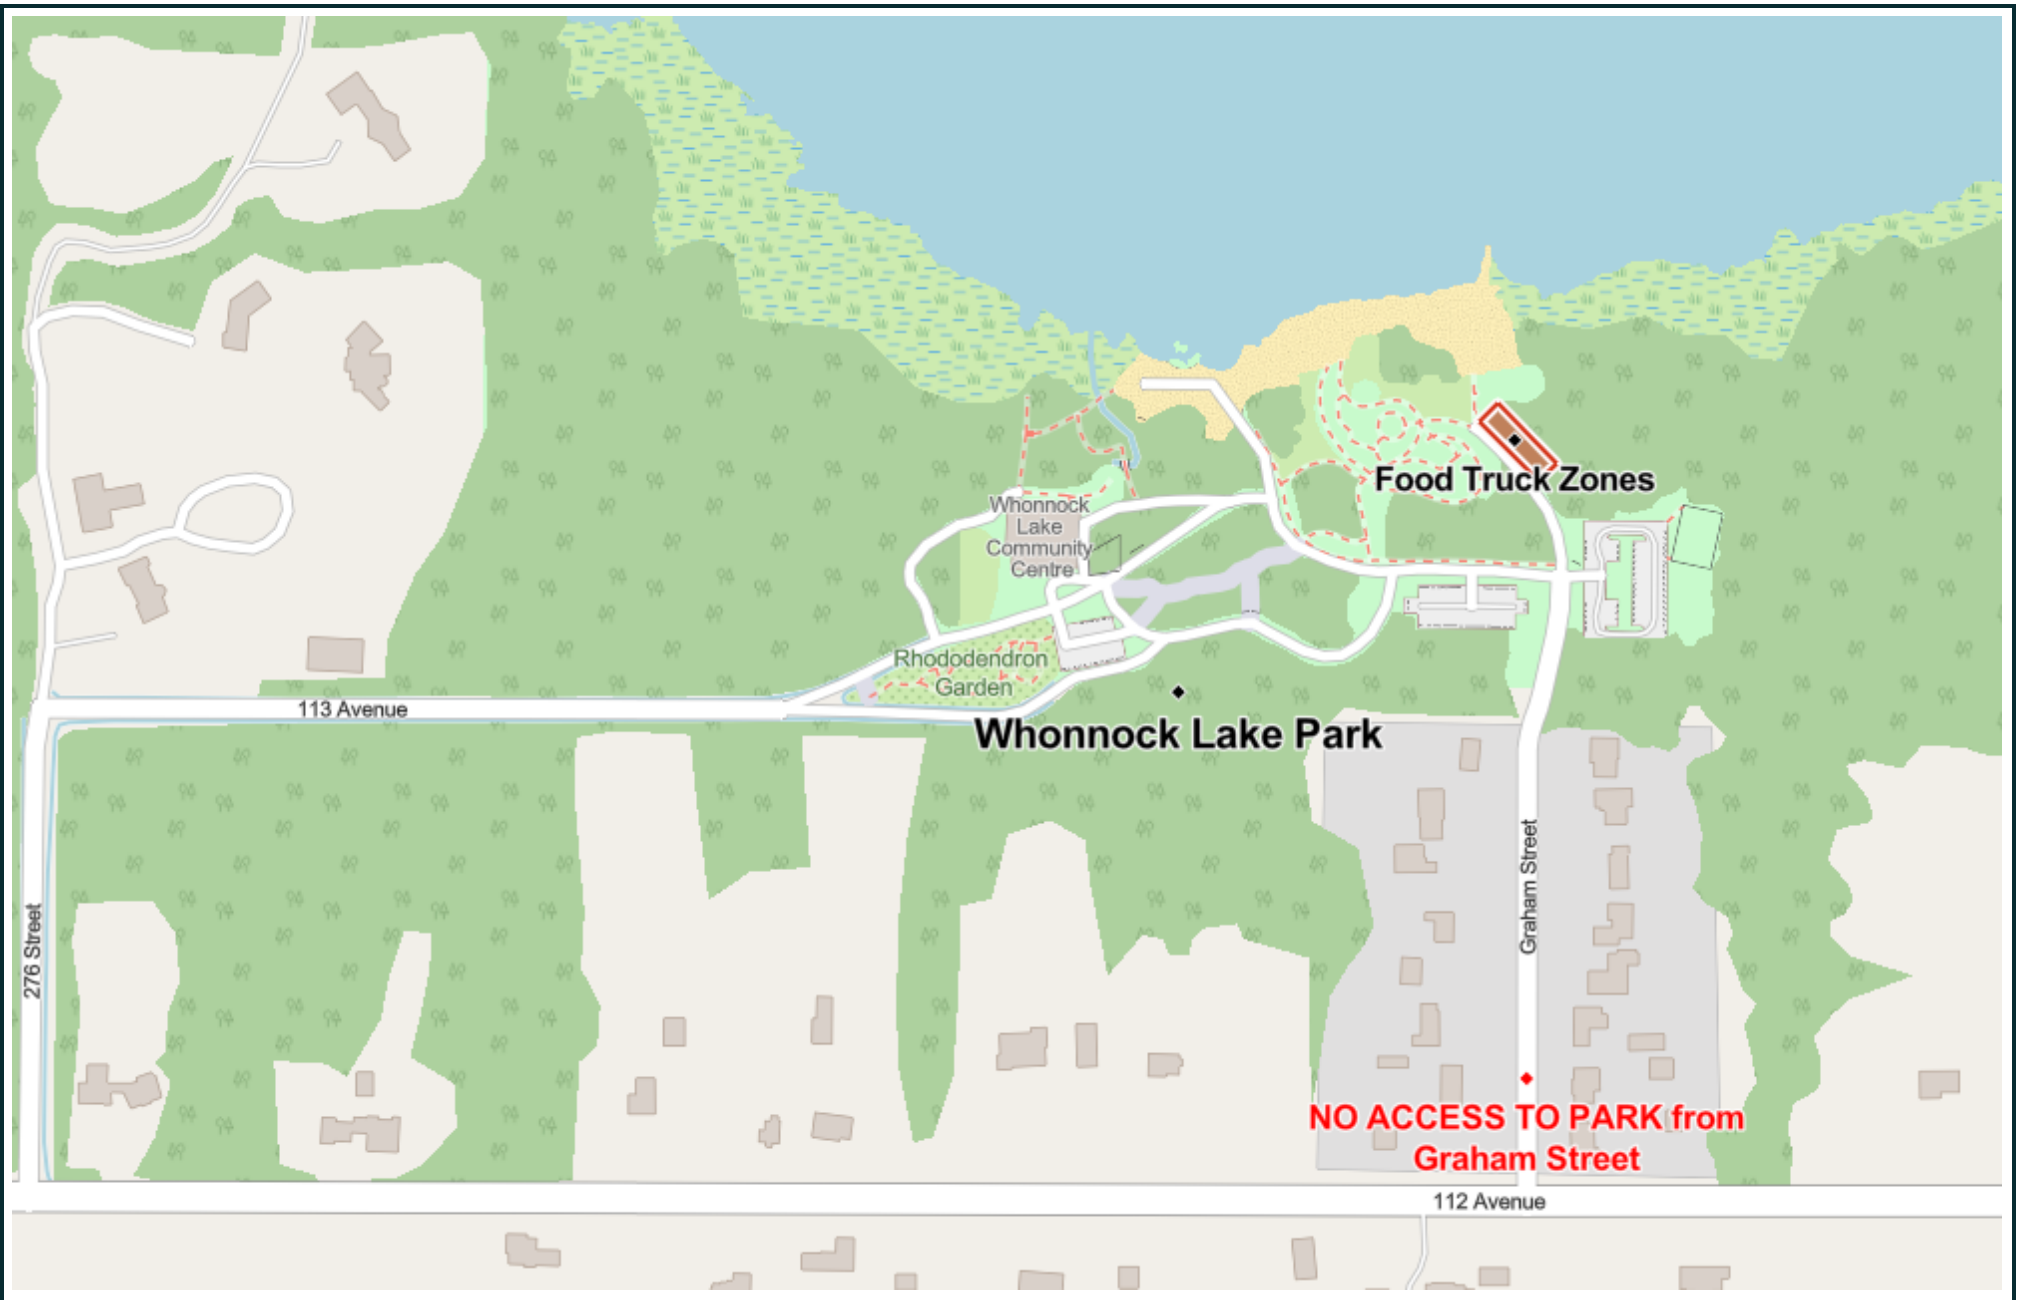 Food Truck Zones
Whonnock
Lake
Community
Centre
Rhododendron
Garden
113 Avenue
Whonnock Lake Park
Graham Street
276 Street
NO ACCESS TO PARK from
Graham Street
112 Avenue